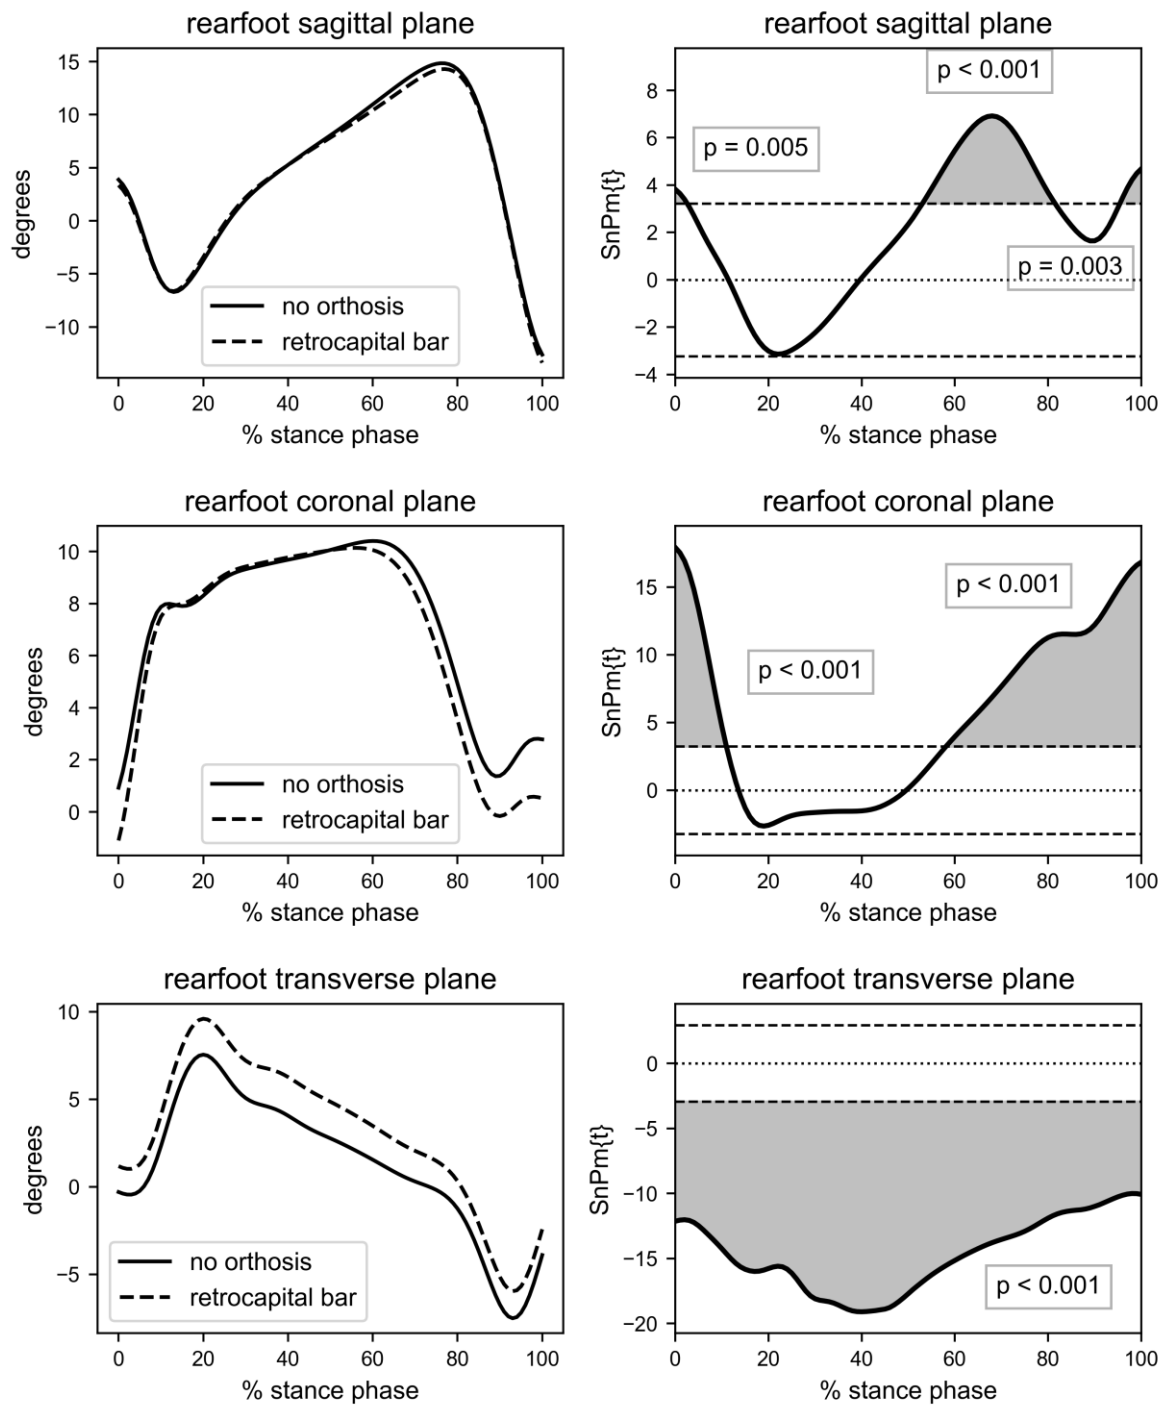 rearfoot sagittal plane
15
10
5
0
−5
−10
degrees
no orthosis
retrocapital bar
0 20 40 60 80 100
% stance phase
rearfoot sagittal plane
8
6
4
2
0
−2
−4
SnPm{t}
p < 0.001
p = 0.005
p = 0.003
0 20 40 60 80 100
% stance phase
rearfoot coronal plane
10
8
6
4
2
0
degrees
no orthosis
retrocapital bar
0 20 40 60 80 100
% stance phase
rearfoot coronal plane
15
10
5
0
SnPm{t}
p < 0.001
p < 0.001
0 20 40 60 80 100
% stance phase
rearfoot transverse plane
10
5
0
−5
degrees
no orthosis
retrocapital bar
0 20 40 60 80 100
% stance phase
rearfoot transverse plane
0
−5
−10
−15
−20
SnPm{t}
p < 0.001
0 20 40 60 80 100
% stance phase